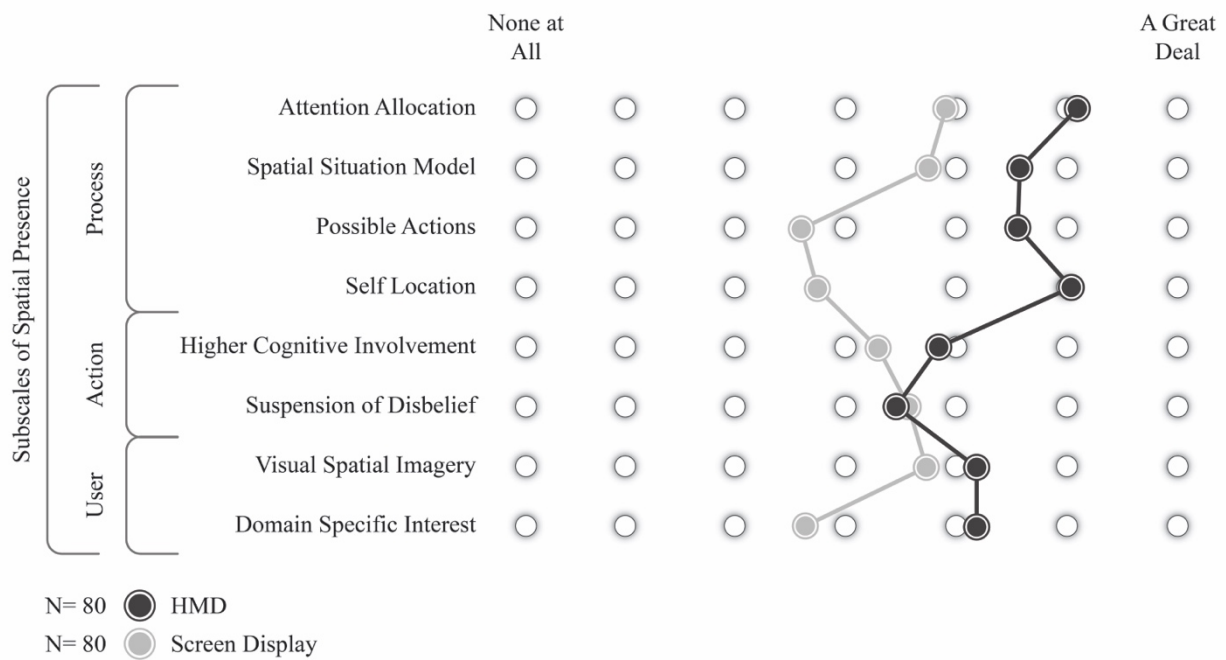 None at
All
A Great
Deal
Subscales of Spatial Presence
Process
Attention Allocation
Spatial Situation Model
Possible Actions
Self Location
Action
Higher Cognitive Involvement
Suspension of Disbelief
User
Visual Spatial Imagery
Domain Specific Interest
N= 80 HMD
N= 80 Screen Display